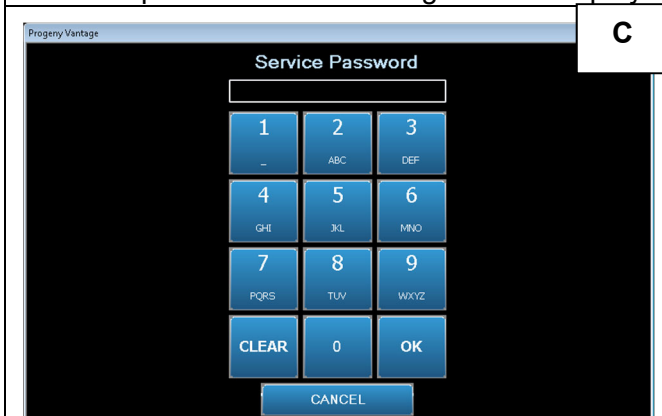 Progeny Vantage
C
Service Password
1 2 3
_ ABC DEF
4 5 6
GHI JKL MNO
7 8 9
PQRS TUV WXYZ
CLEAR 0 OK
CANCEL